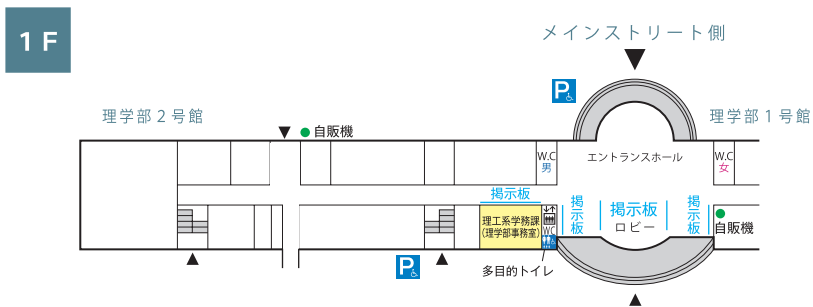 1F
メインストリート側
P
理学部2号館
理学部1号館
自販機
W.C
男
エントランスホール
W.C
女
掲示板
掲示板
掲示板
ロビー
掲示板
理工系学務課
(理学部事務室)
WC
自販機
P
多目的トイレ